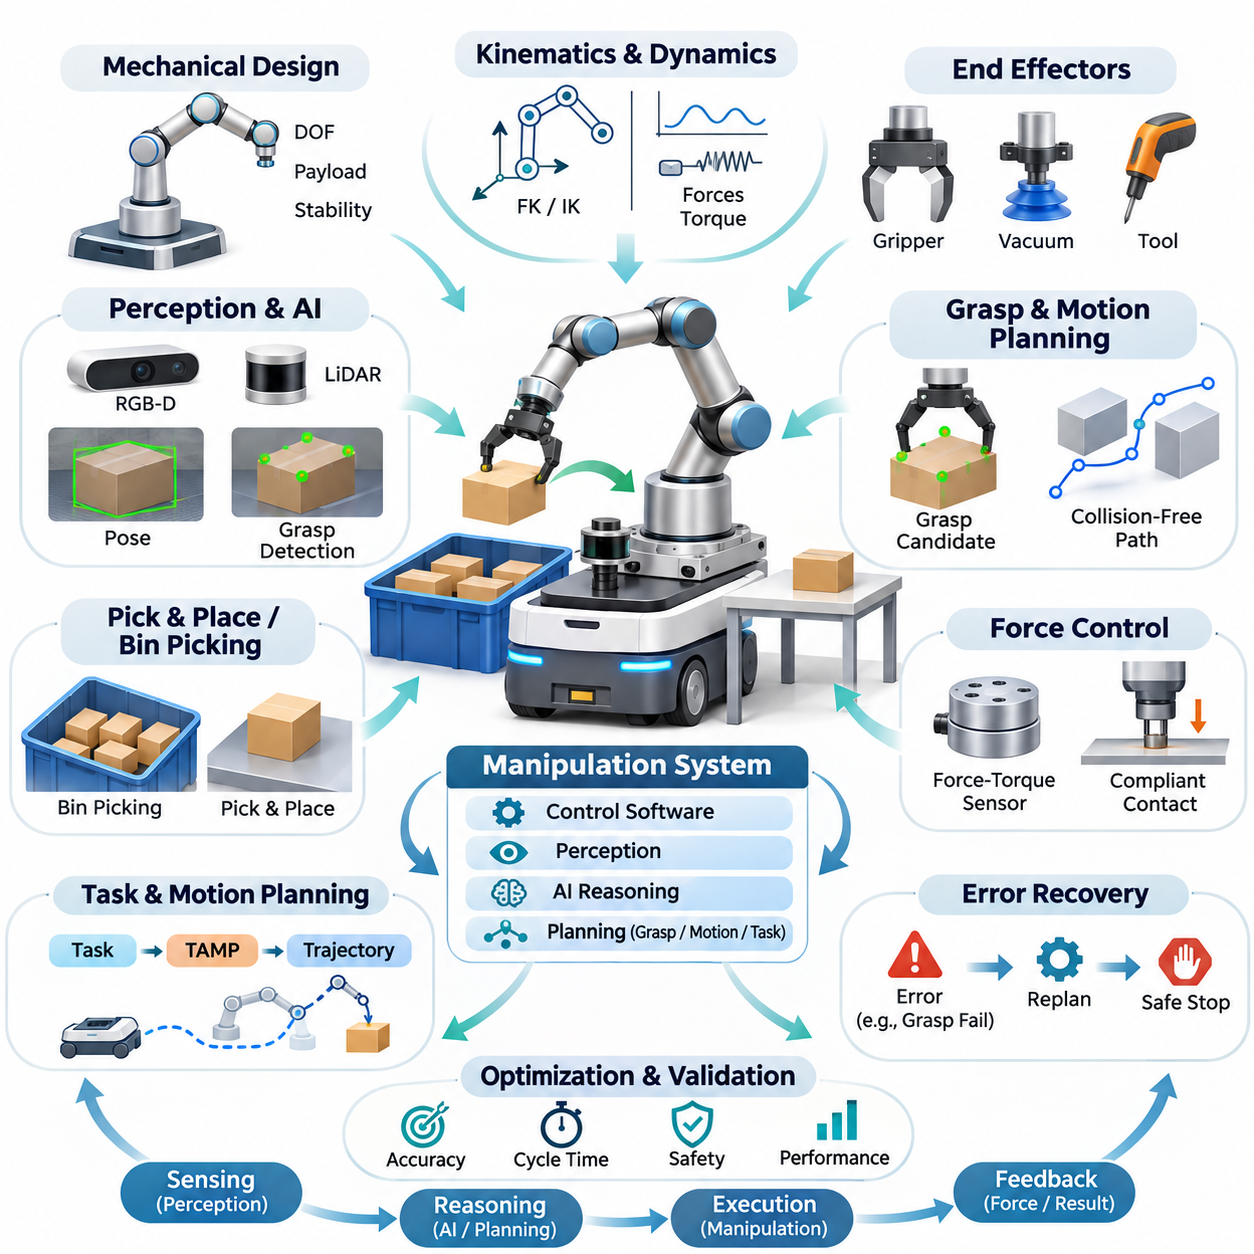 Mechanical Design
DOF
Payload
Stability
Kinematics & Dynamics
FK / IK
Forces
Torque
End Effectors
Gripper
Vacuum
Tool
Perception & AI
RGB-D
LiDAR
Pose
Grasp
Detection
Grasp & Motion
Planning
Grasp
Candidate
Collision-Free
Path
Pick & Place /
Bin Picking
Bin Picking
Pick & Place
Force Control
Force-Torque
Sensor
Compliant
Contact
Manipulation System
Control Software
Perception
AI Reasoning
Planning (Grasp / Motion / Task)
Task & Motion Planning
Task
TAMP
Trajectory
Error Recovery
Error
(e.g., Grasp Fail)
Replan
Safe Stop
Optimization & Validation
Accuracy
Cycle Time
Safety
Performance
Sensing
(Perception)
Reasoning
(AI / Planning)
Execution
(Manipulation)
Feedback
(Force / Result)